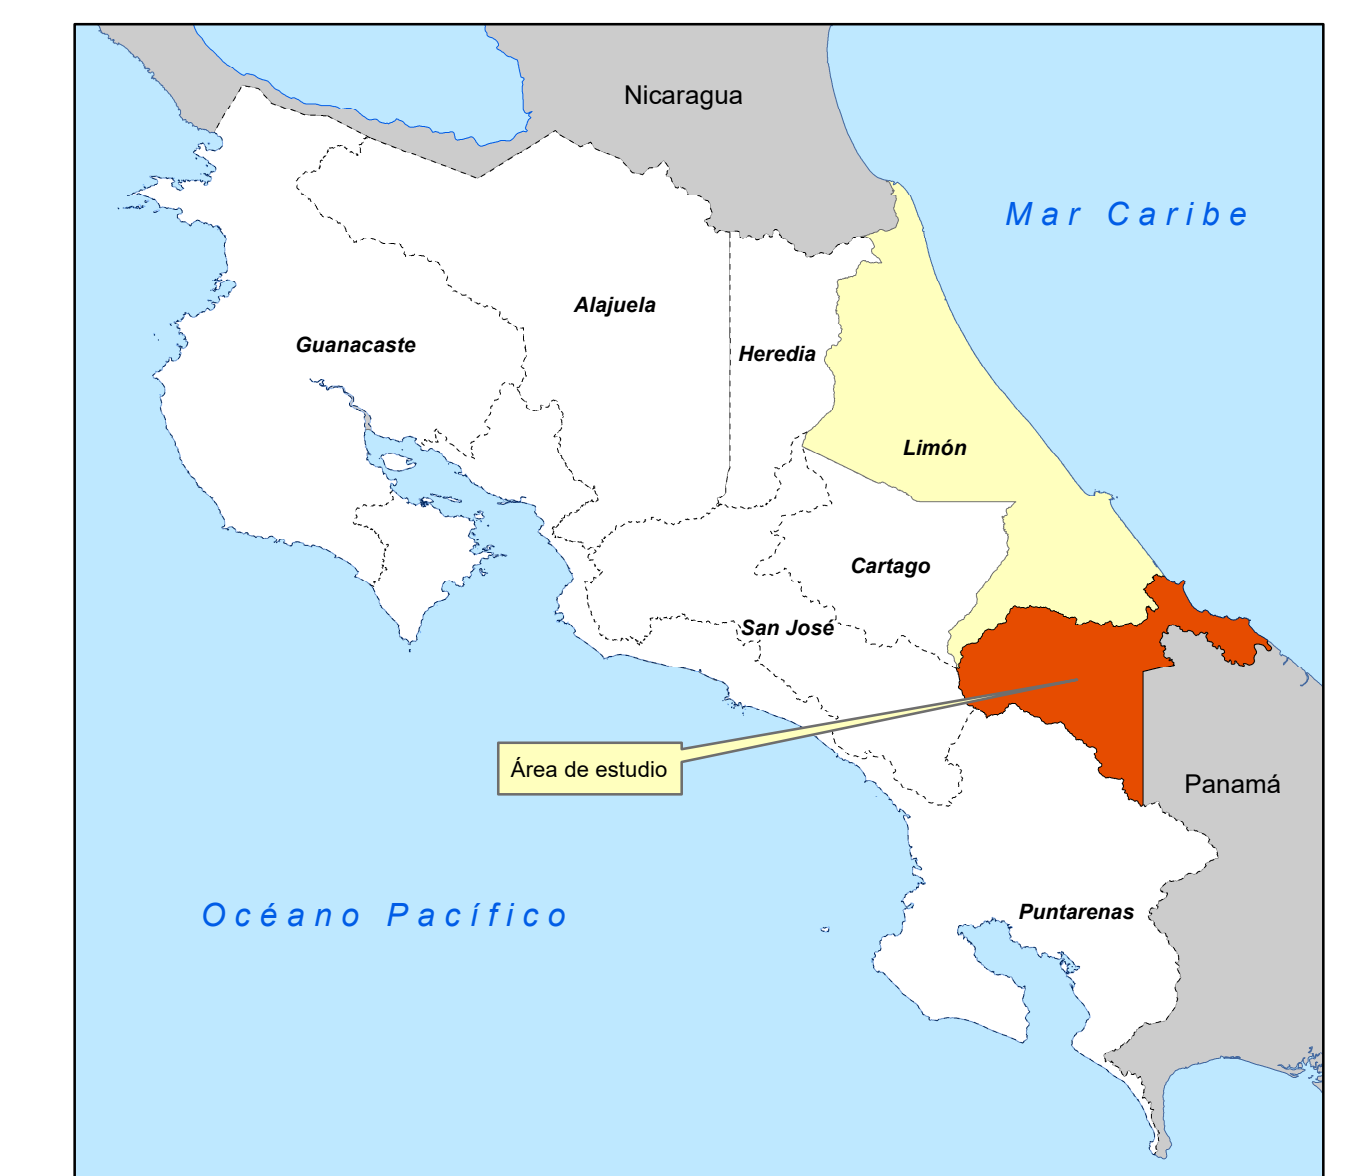 Nicaragua
Mar Caribe
Alajuela
Guanacaste
Heredia
Limón
Cartago
San José
Área de estudio
Panamá
Océano Pacífico
Puntarenas